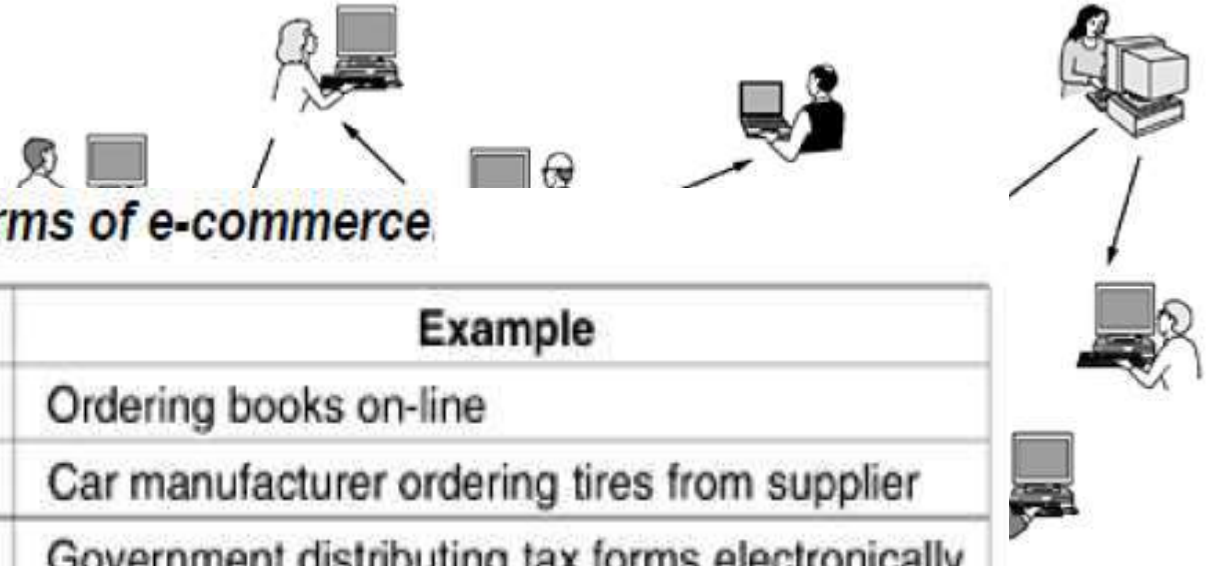 rms of e-commerce
Example
Ordering books on-line
Car manufacturer ordering tires from supplier
Government distributing tax forms electronically